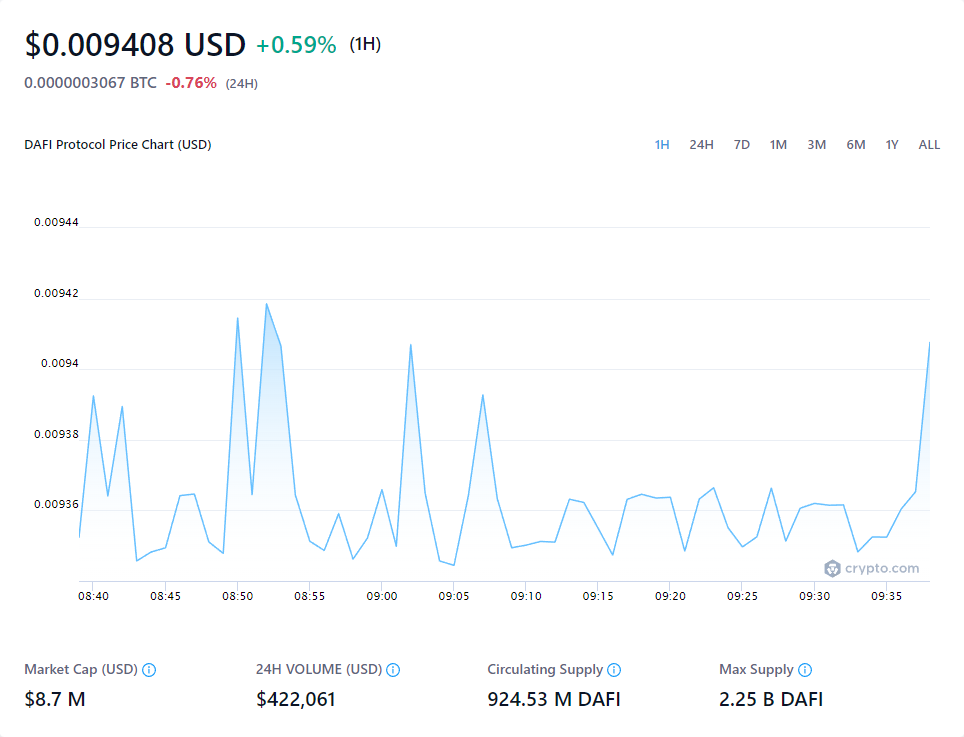 $0.009408 USD +0.59% (1H)
0.0000003067 BTC -0.76% (24H)
DAFI Protocol Price Chart (USD)
1H 24H 7D 1M 3M 6M 1Y ALL
0.00944
0.00942
0.0094
0.00938
0.00936
crypto.com
08:40 08:45 08:50 08:55 09:00 09:05 09:10 09:15 09:20 09:25 09:30 09:35
Market Cap (USD) 24H VOLUME (USD) Circulating Supply Max Supply
$8.7 M $422,061 924.53 M DAFI 2.25 B DAFI